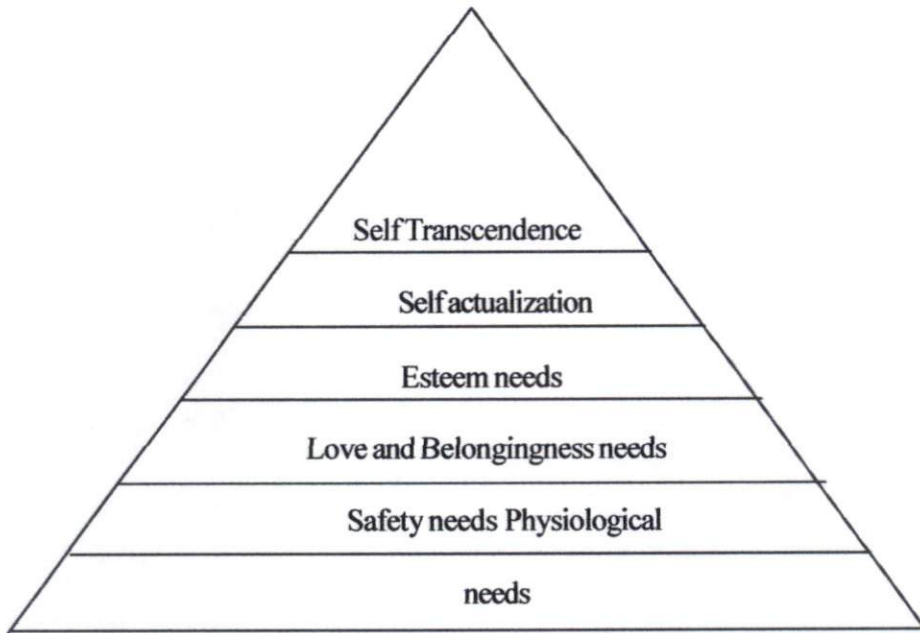 Self Transcendence
Self actualization
Esteem needs
Love and Belongingness needs
Safety needs Physiological
needs